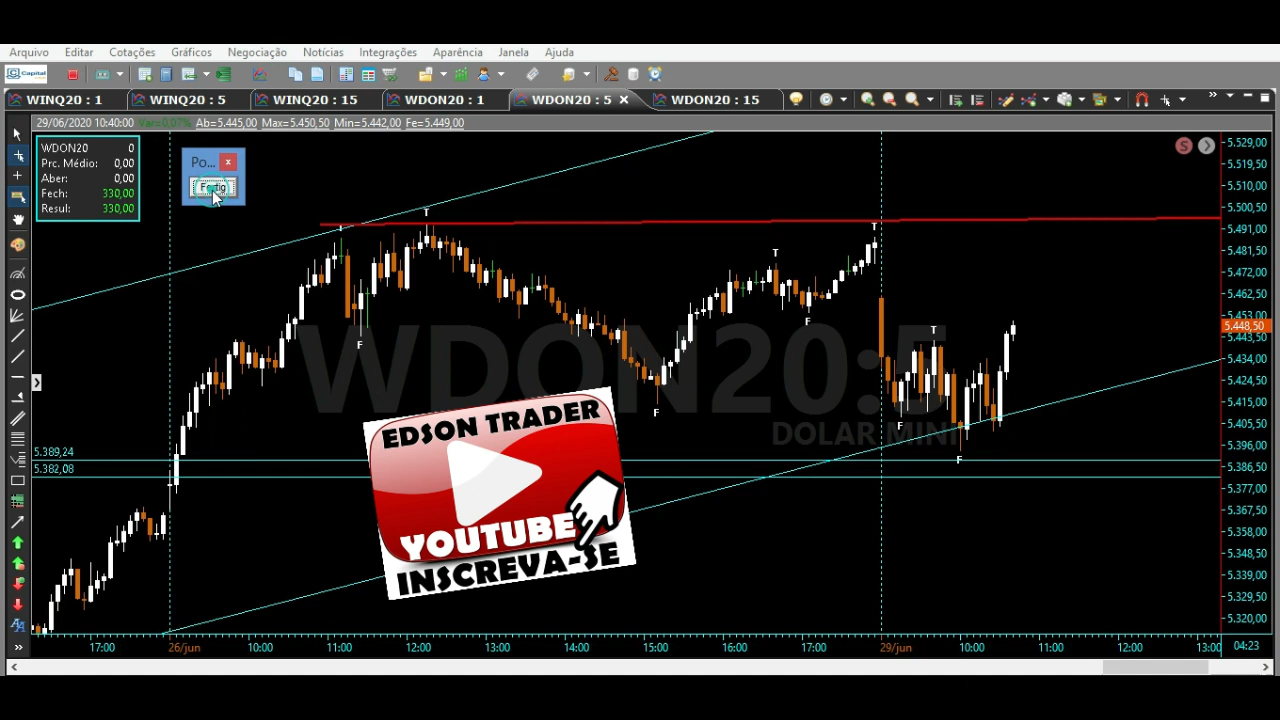 Arquivo Editar Cotações Gráficos Negociação Notícias Integrações Aparência Janela Ajuda
Capital
WINQ20 : 1 WINQ20 : 5 WINQ20 : 15 WDON20 : 1 WDON20 : 5 WDON20 : 15
29/06/2020 10:40:00 Var=0,07% Ab=5.445,00 Max=5.450,50 Min=5.442,00 Fe=5.449,00
WDON20 0
Prc. Médio: 0,00
Aber: 0,00
Fech: 330,00
Resul: 330,00
Po...
S
5.529,00
5.519,50
5.510,00
5.500,50
5.491,00
5.481,50
5.472,00
5.462,50
5.453,00
5.448,50
5.443,50
5.434,00
5.424,50
5.415,00
5.405,50
5.396,00
5.386,50
5.377,00
5.367,50
5.358,00
5.348,50
5.339,00
5.329,50
5.320,00
T T T T T
F F F F F
WDON20:5
DOLAR MINI
5.389,24
5.382,08
EDSON TRADER
YOUTUBE
INSCREVA-SE
17:00 26/jun 10:00 11:00 12:00 13:00 14:00 15:00 16:00 17:00 29/jun 10:00 11:00 12:00 13:00 04:23